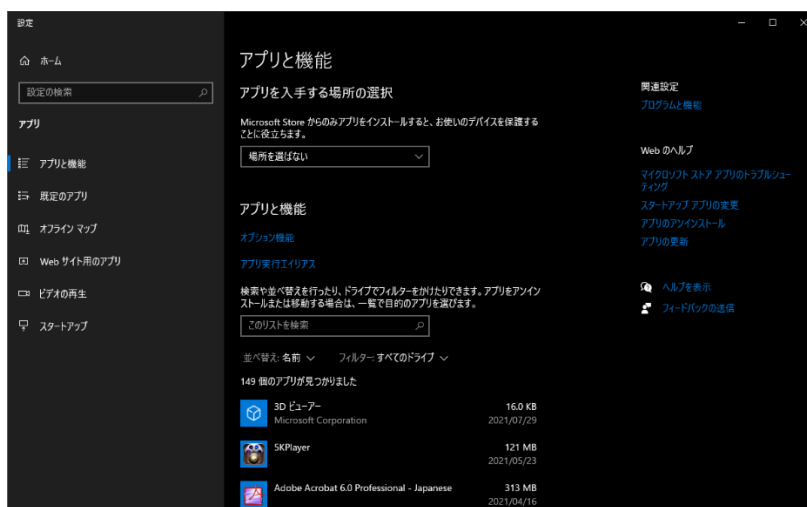 設定
ホーム
設定の検索
アプリ
アプリと機能
既定のアプリ
オフライン マップ
Web サイト用のアプリ
ビデオの再生
スタートアップ
アプリと機能
アプリを入手する場所の選択
Microsoft Store からのみアプリをインストールすると、お使いのデバイスを保護する
ことに役立ちます。
場所を選ばない
アプリと機能
オプション機能
アプリ実行エイリアス
検索や並べ替えを行ったり、ドライブでフィルターをかけたりできます。アプリをアンイン
ストールまたは移動する場合は、一覧で目的のアプリを選びます。
このリストを検索
並べ替え: 名前 フィルター: すべてのドライブ
149 個のアプリが見つかりました
3D ビューアー 16.0 KB
Microsoft Corporation 2021/07/29
5KPlayer 121 MB
2021/05/23
Adobe Acrobat 6.0 Professional - Japanese 313 MB
2021/04/16
関連設定
プログラムと機能
Web のヘルプ
マイクロソフト ストア アプリのトラブルシュー
ティング
スタートアップ アプリの変更
アプリのアンインストール
アプリの更新
ヘルプを表示
フィードバックの送信